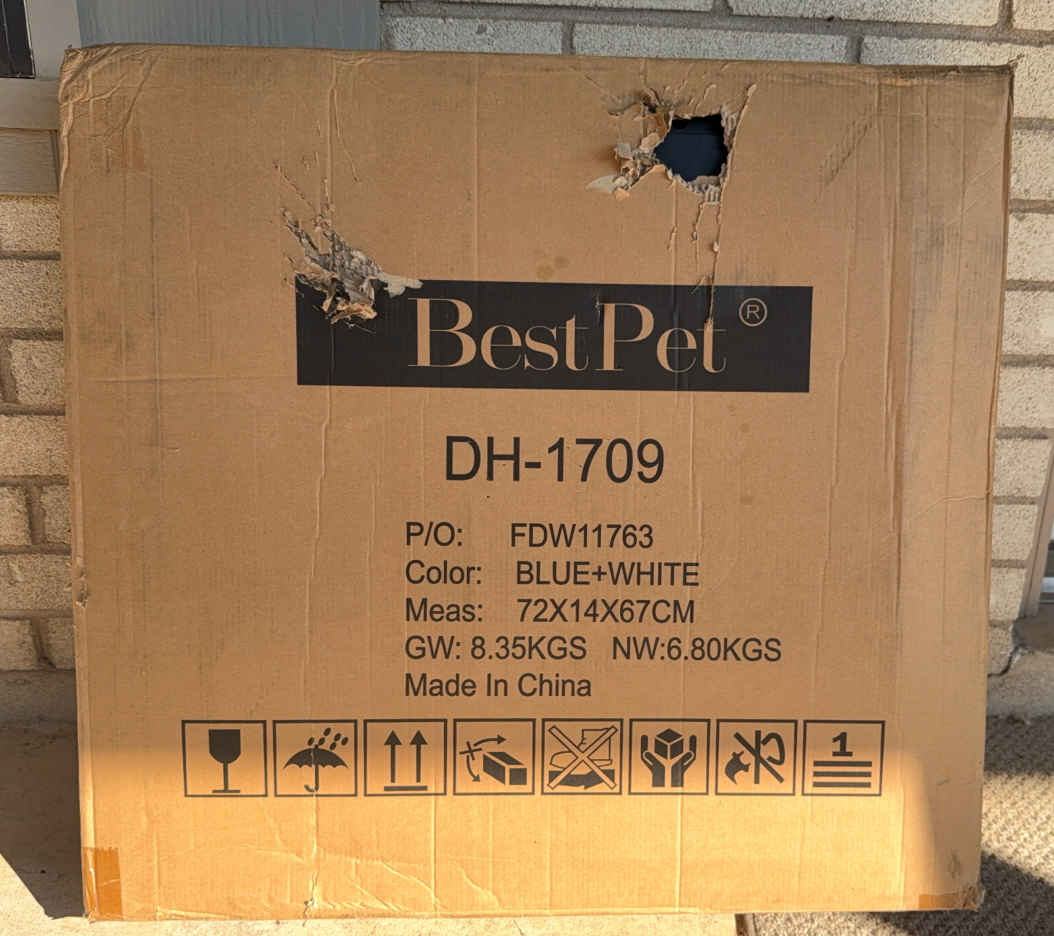 BestPet®
DH-1709
P/O: FDW11763
Color: BLUE+WHITE
Meas: 72X14X67CM
GW: 8.35KGS NW:6.80KGS
Made In China
1